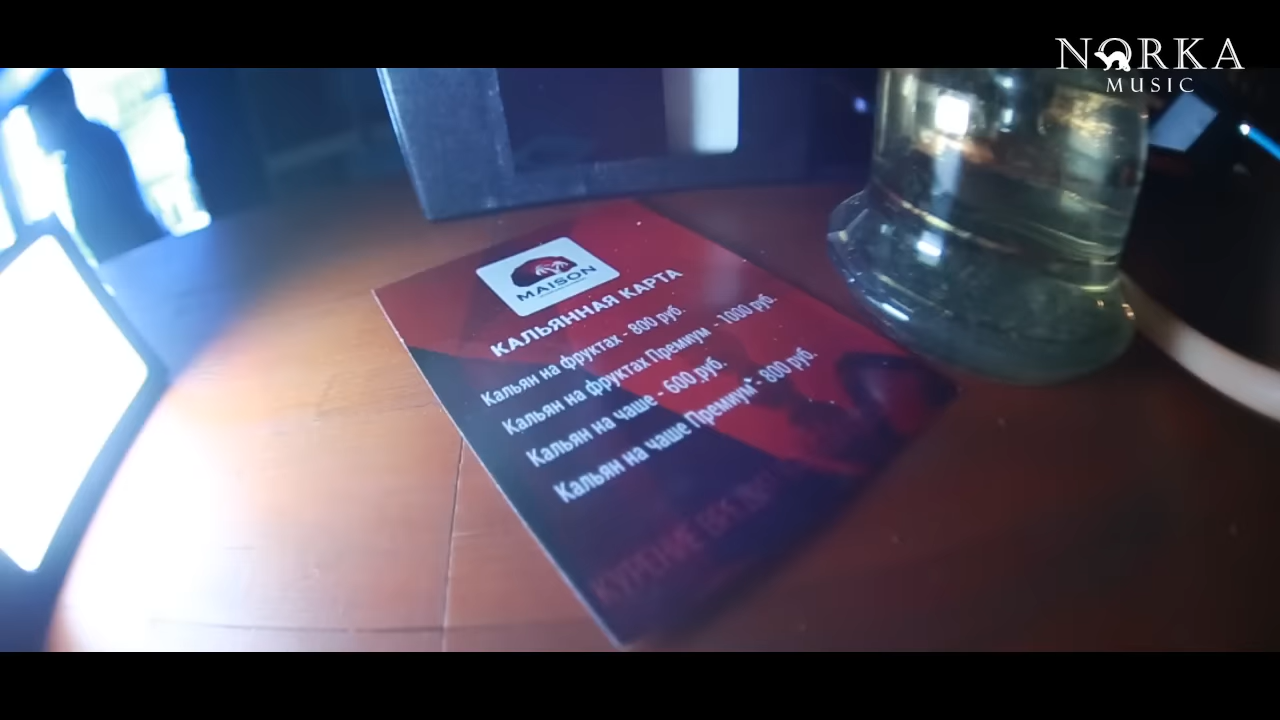 NORKA
MUSIC
MAISON
КАЛЬЯННАЯ КАРТА
Кальян на фруктах - 800 руб.
Кальян на фруктах Премиум - 1000 руб.
Кальян на чаше - 600 руб.
Кальян на чаше Премиум - 800 руб.
КУРЕНИЕ